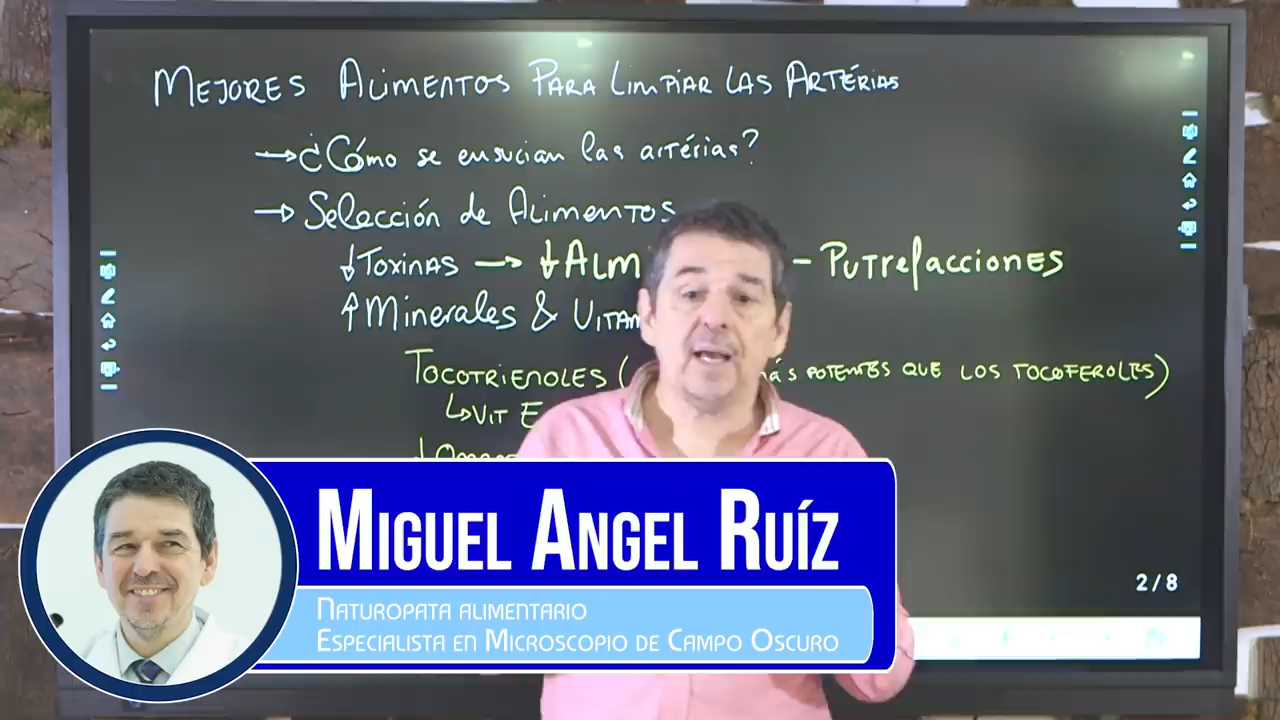 MEJORES ALIMENTOS PARA LIMPIAR LAS ARTÉRIAS
→ ¿Cómo se ensucian las artérias?
→ Selección de ALIMENTOS
↓ TOXINAS → ↓ ALM - PUTREFACCIONES
↑ Minerales & VITAM
TOCOTRIENOLES ( ÁS POTENTES QUE LOS TOCOFEROLES)
↳ VIT E
MIGUEL ANGEL RUÍZ
NATUROPATA ALIMENTARIO
ESPECIALISTA EN MICROSCOPIO DE CAMPO OSCURO
2/8